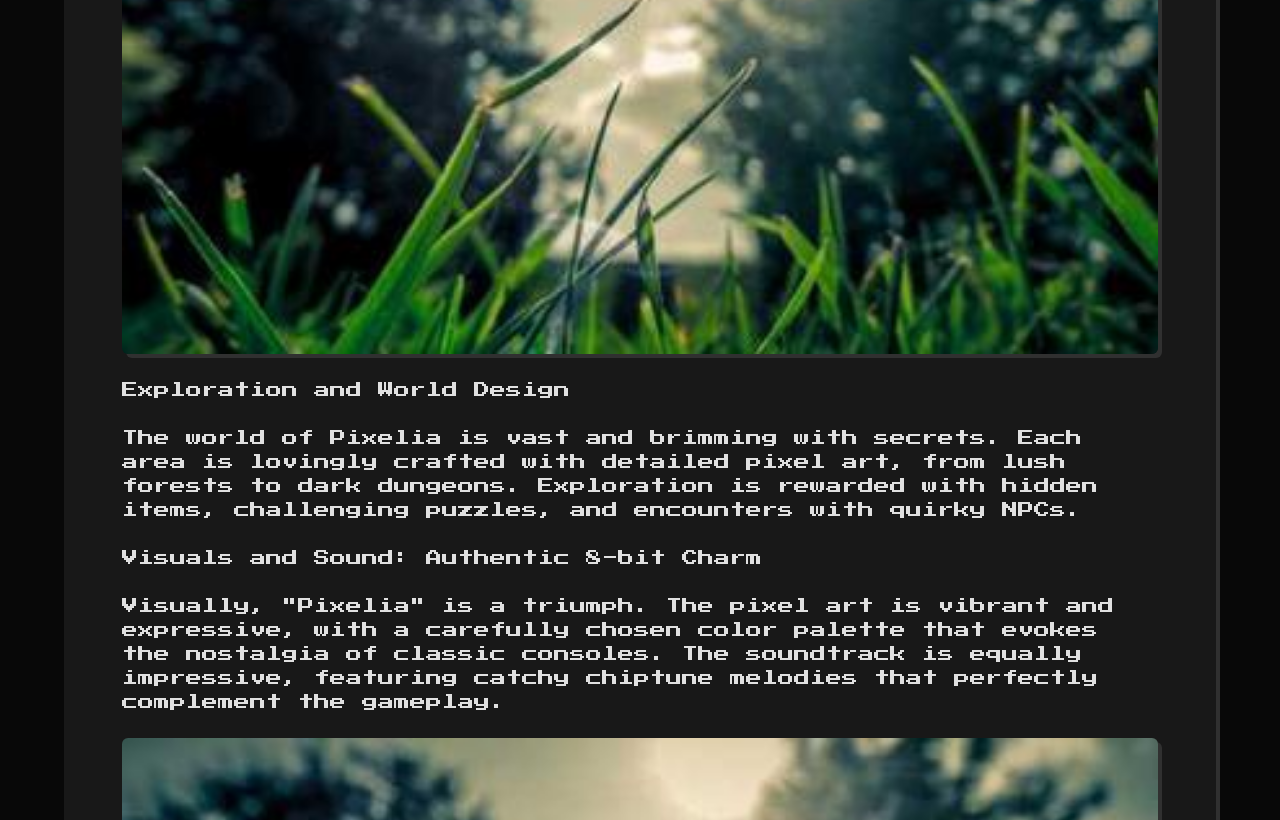 Exploration and World Design
The world of Pixelia is vast and brimming with secrets. Each
area is lovingly crafted with detailed pixel art, from lush
forests to dark dungeons. Exploration is rewarded with hidden
items, challenging puzzles, and encounters with quirky NPCs.
Visuals and Sound: Authentic 8-bit Charm
Visually, "Pixelia" is a triumph. The pixel art is vibrant and
expressive, with a carefully chosen color palette that evokes
the nostalgia of classic consoles. The soundtrack is equally
impressive, featuring catchy chiptune melodies that perfectly
complement the gameplay.